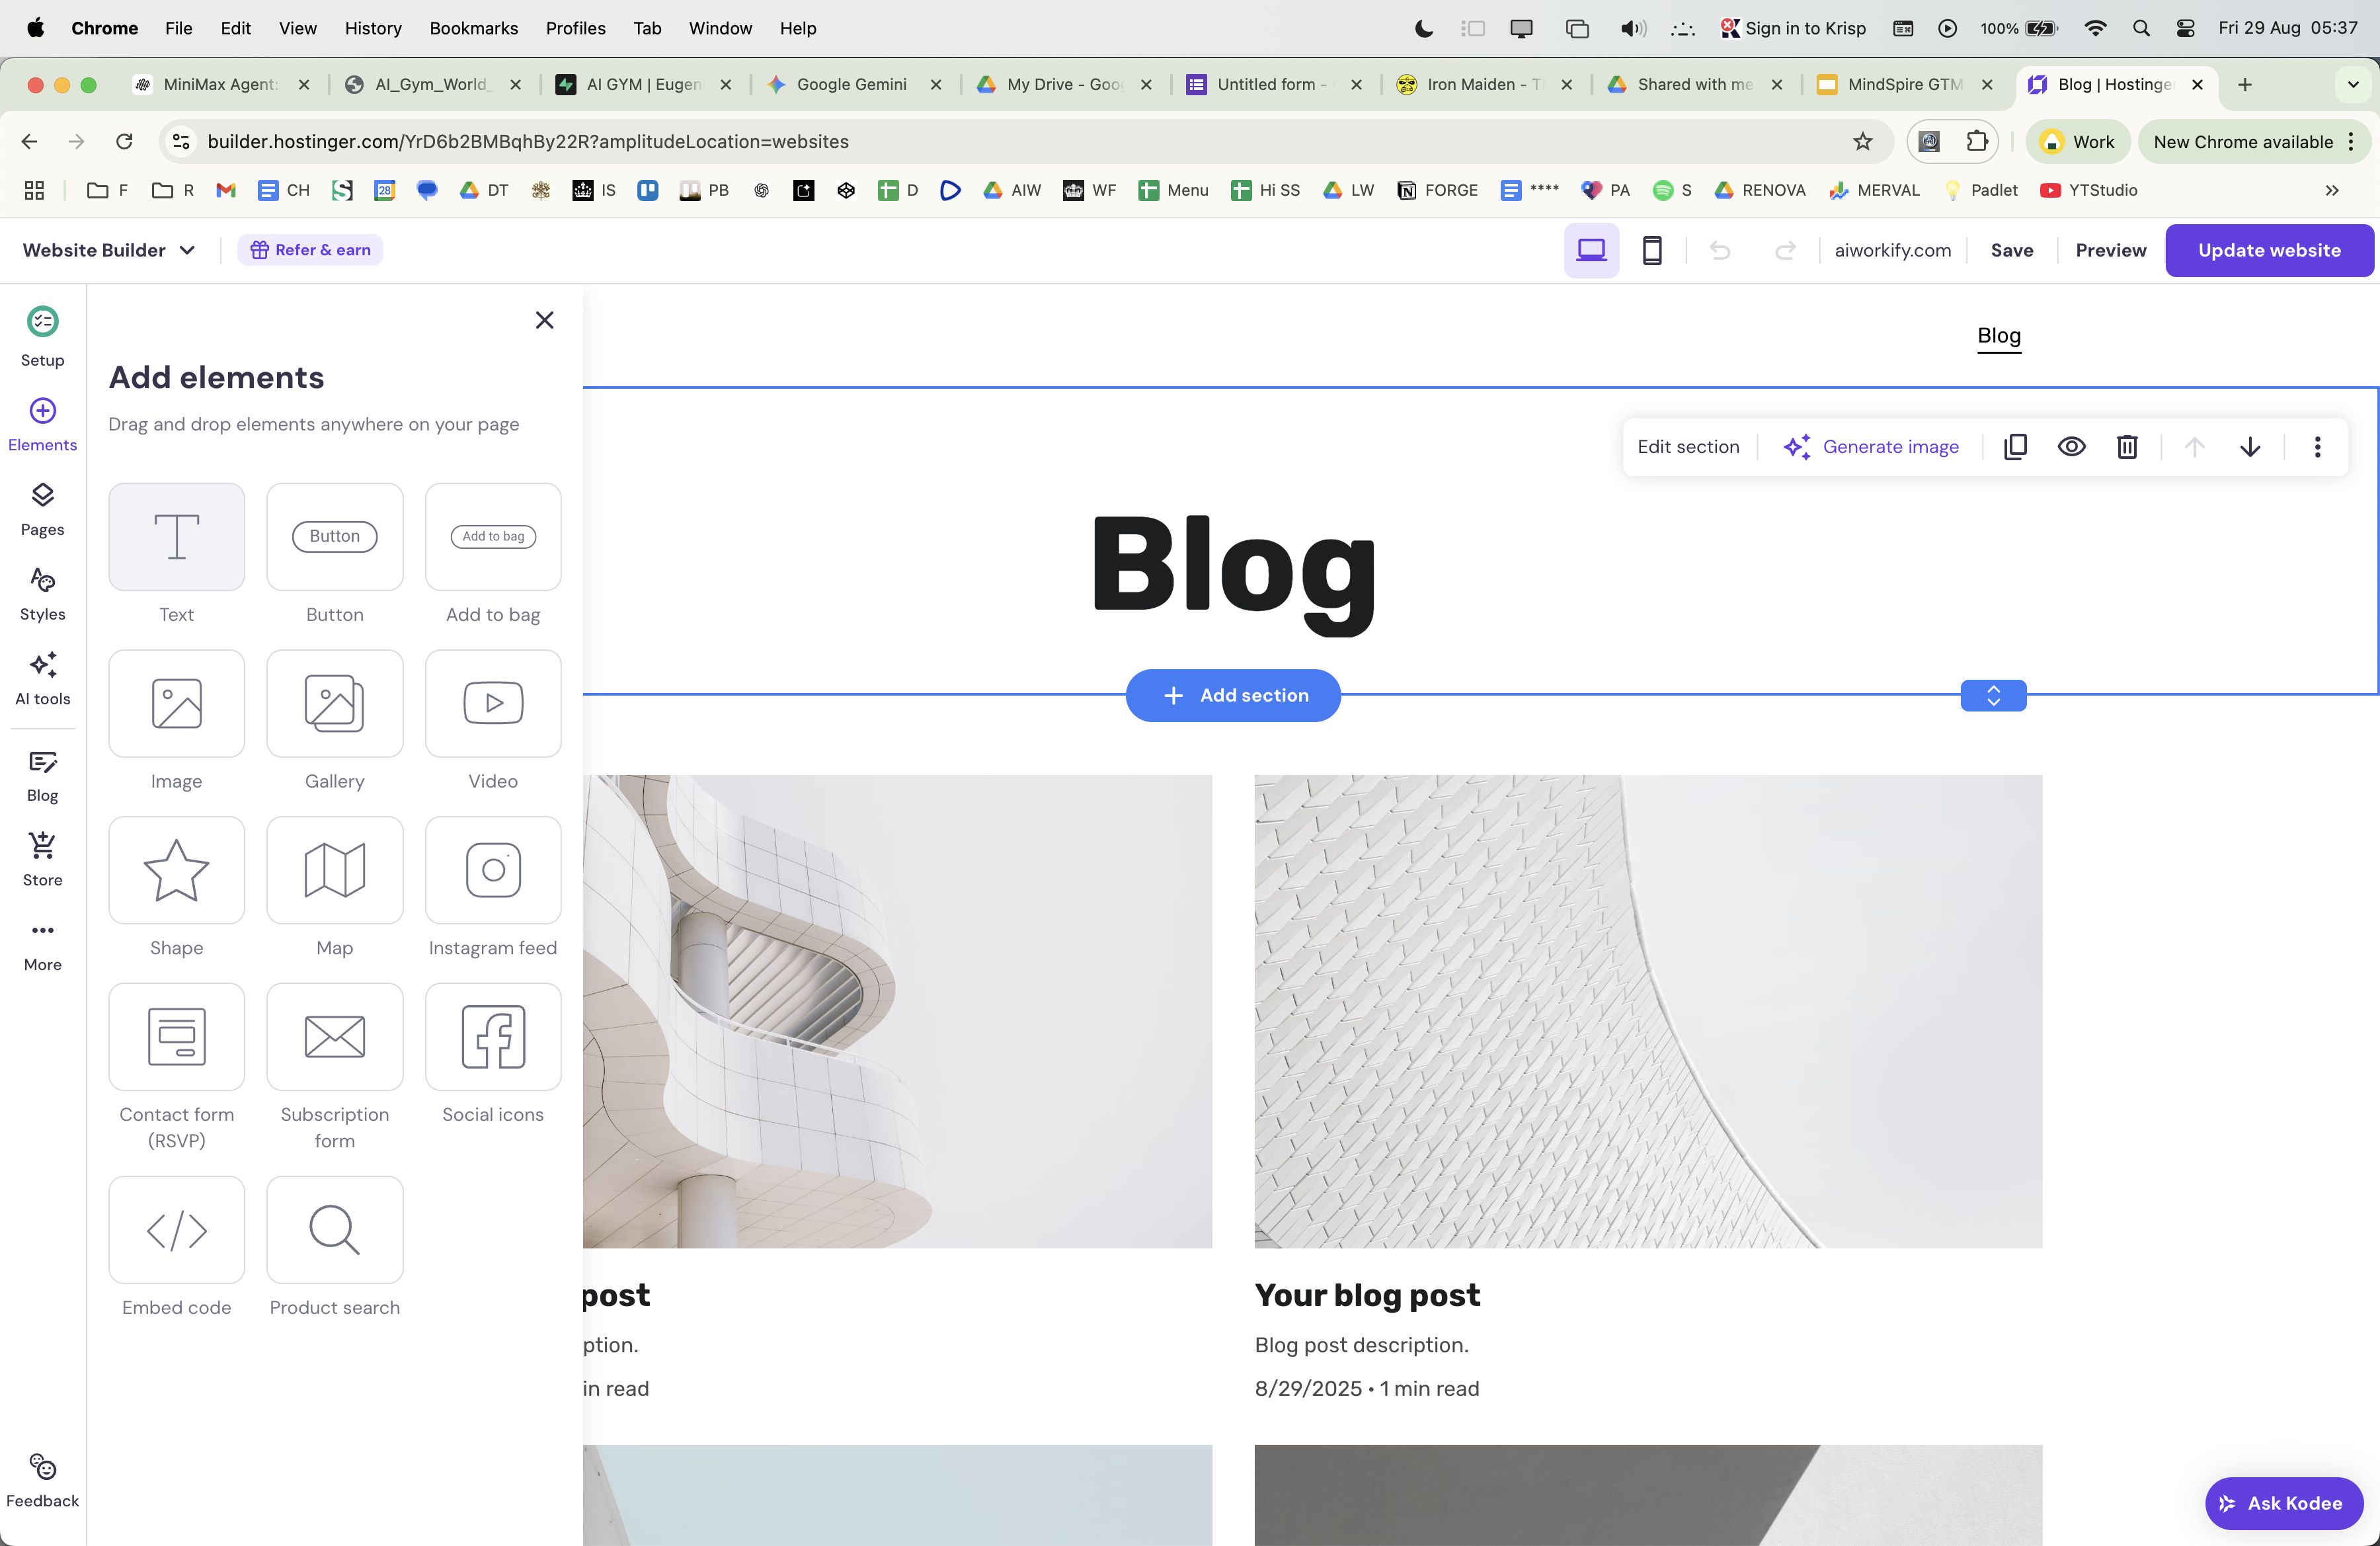 Chrome File Edit View History Bookmarks Profiles Tab Window Help Sign in to Krisp 100% Fri 29 Aug 05:37
MiniMax Agent: AI_Gym_World_ AI GYM | Eugen Google Gemini My Drive - Goo Untitled form - Iron Maiden - T Shared with me MindSpire GTM Blog | Hostinge
builder.hostinger.com/YrD6b2BMBqhBy22R?amplitudeLocation=websites Work New Chrome available
F R CH 28 DT IS PB D AIW WF Menu Hi SS LW FORGE **** PA S RENOVA MERVAL Padlet YTStudio
Website Builder Refer & earn aiworkify.com Save Preview Update website
Setup
Elements
Pages
Styles
AI tools
Blog
Store
More
Feedback
Add elements
Drag and drop elements anywhere on your page
Button Add to bag
Text Button Add to bag
Image Gallery Video
Shape Map Instagram feed
Contact form (RSVP) Subscription form Social icons
Embed code Product search
Blog
Edit section Generate image
Blog
Add section
post
ption.
in read
Your blog post
Blog post description.
8/29/2025 • 1 min read
Ask Kodee